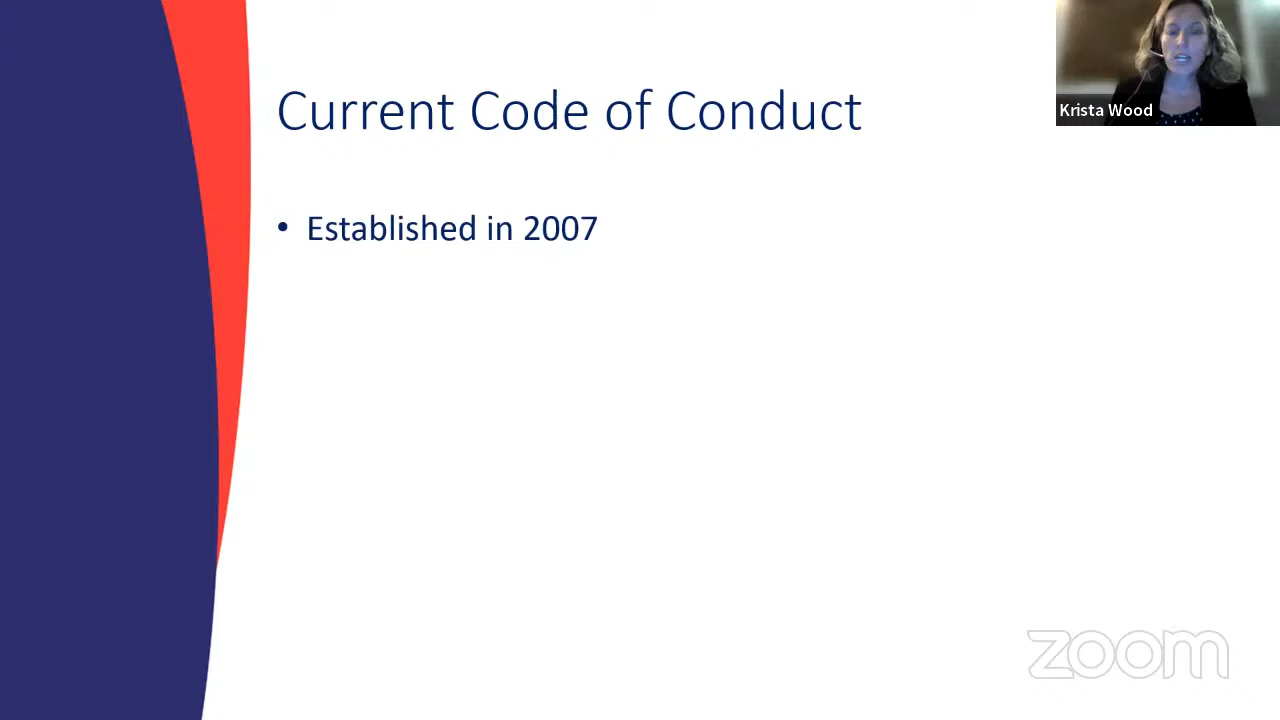 Current Code of Conduct
• Established in 2007
Krista Wood
zoom